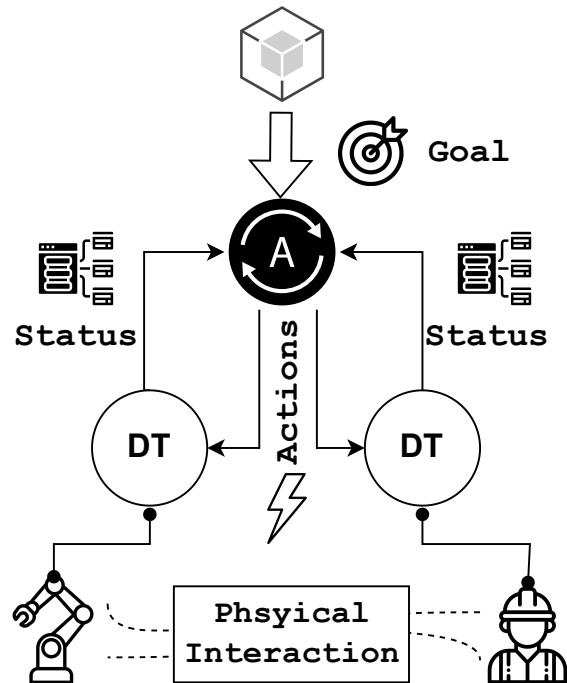 Goal
A
Status
Status
Actions
DT
DT
Phsyical
Interaction